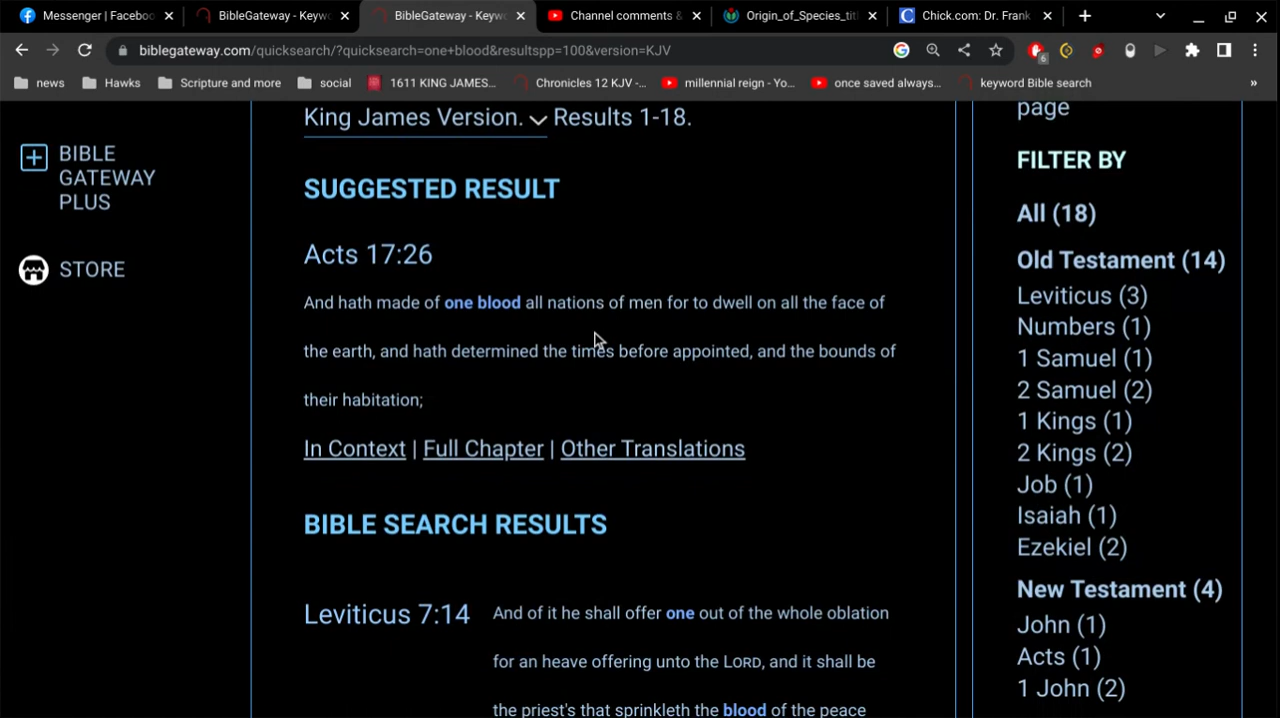 Messenger | Faceboo
BibleGateway - Keyw
BibleGateway - Keyw
Channel comments &
Origin_of_Species_titl
Chick.com: Dr. Frank
biblegateway.com/quicksearch/?quicksearch=one+blood&resultspp=100&version=KJV
6
news
Hawks
Scripture and more
social
1611 KING JAMES...
Chronicles 12 KJV -...
millennial reign - Yo...
once saved always...
keyword Bible search
»
BIBLE
GATEWAY
PLUS
STORE
King James Version. Results 1-18.
SUGGESTED RESULT
Acts 17:26
And hath made of one blood all nations of men for to dwell on all the face of
the earth, and hath determined the times before appointed, and the bounds of
their habitation;
In Context | Full Chapter | Other Translations
BIBLE SEARCH RESULTS
Leviticus 7:14
And of it he shall offer one out of the whole oblation
for an heave offering unto the LORD, and it shall be
the priest's that sprinkleth the blood of the peace
page
FILTER BY
All (18)
Old Testament (14)
Leviticus (3)
Numbers (1)
1 Samuel (1)
2 Samuel (2)
1 Kings (1)
2 Kings (2)
Job (1)
Isaiah (1)
Ezekiel (2)
New Testament (4)
John (1)
Acts (1)
1 John (2)